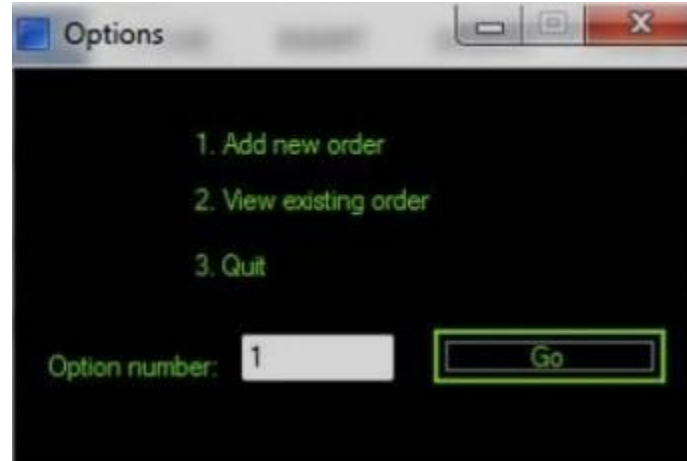 Options
1. Add new order
2. View existing order
3. Quit
Option number: 1 Go